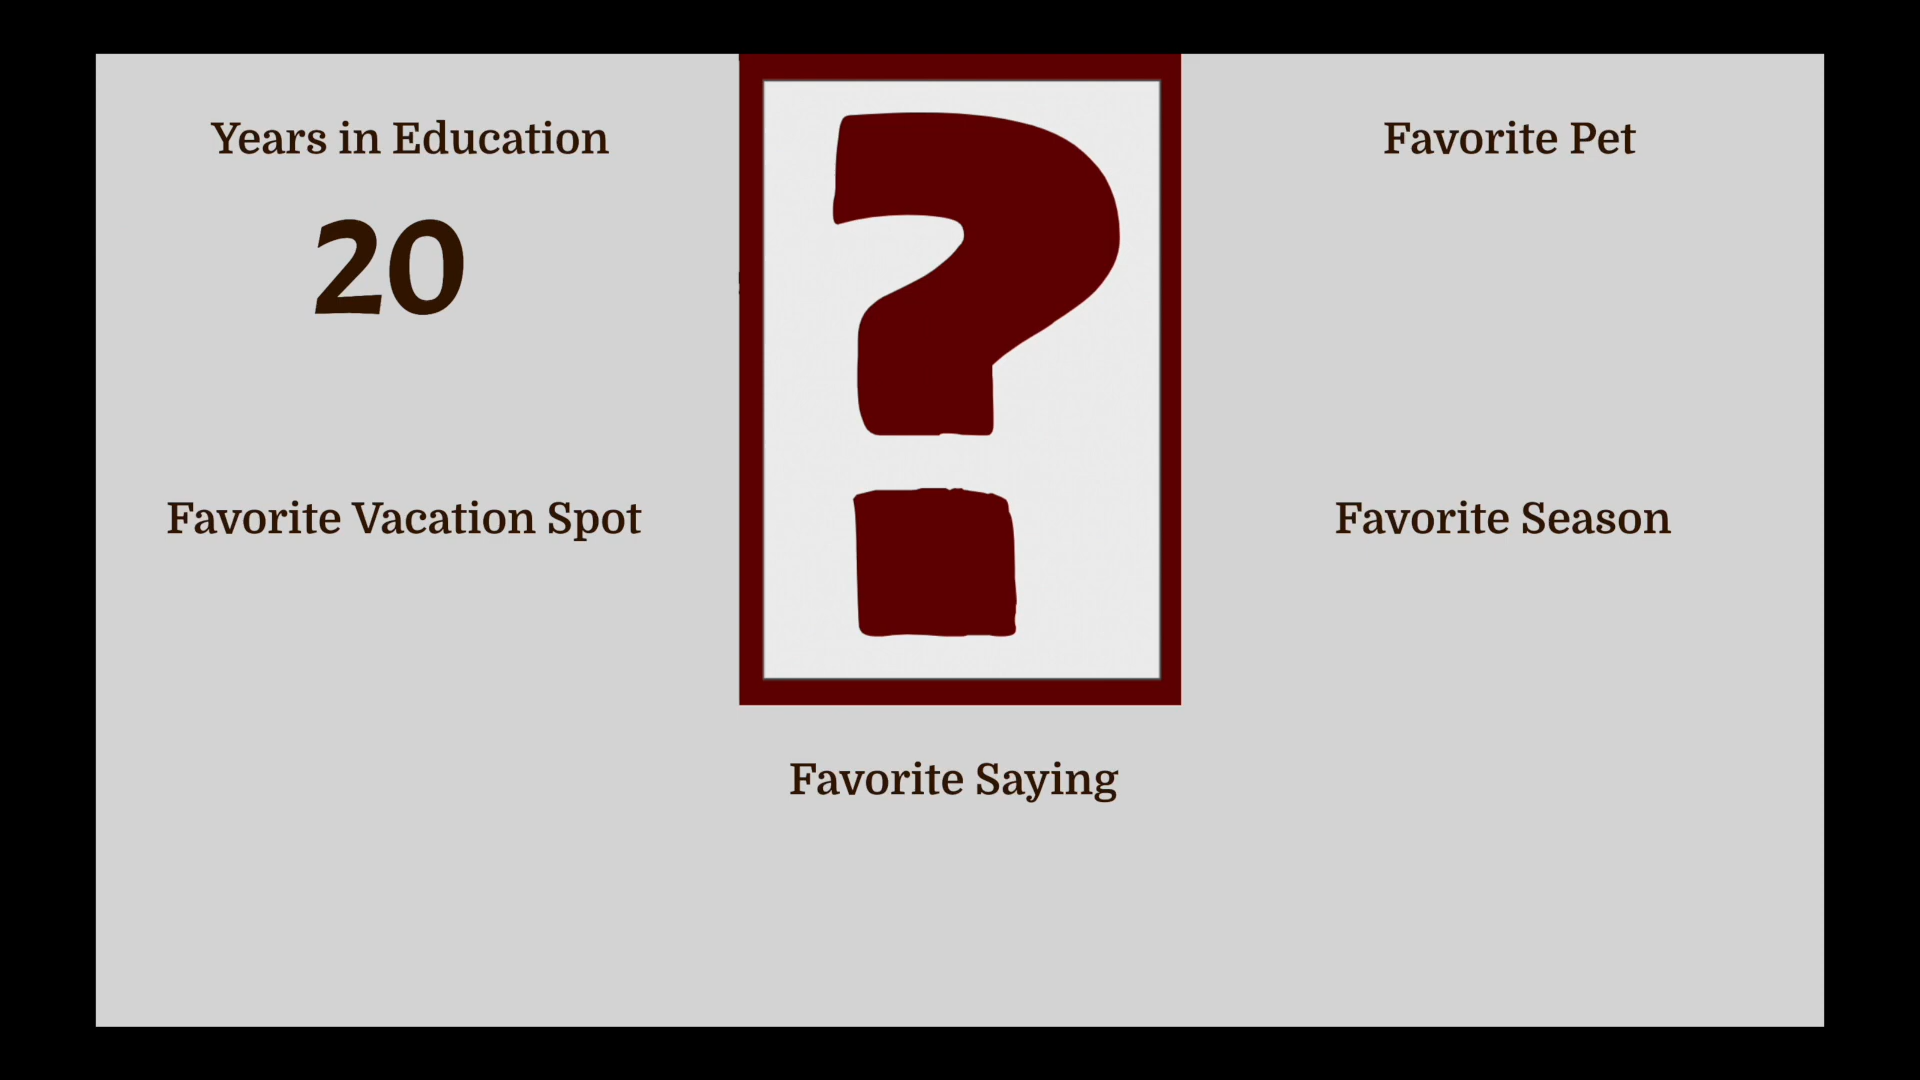 Years in Education
20
?
Favorite Pet
Favorite Vacation Spot
Favorite Season
Favorite Saying